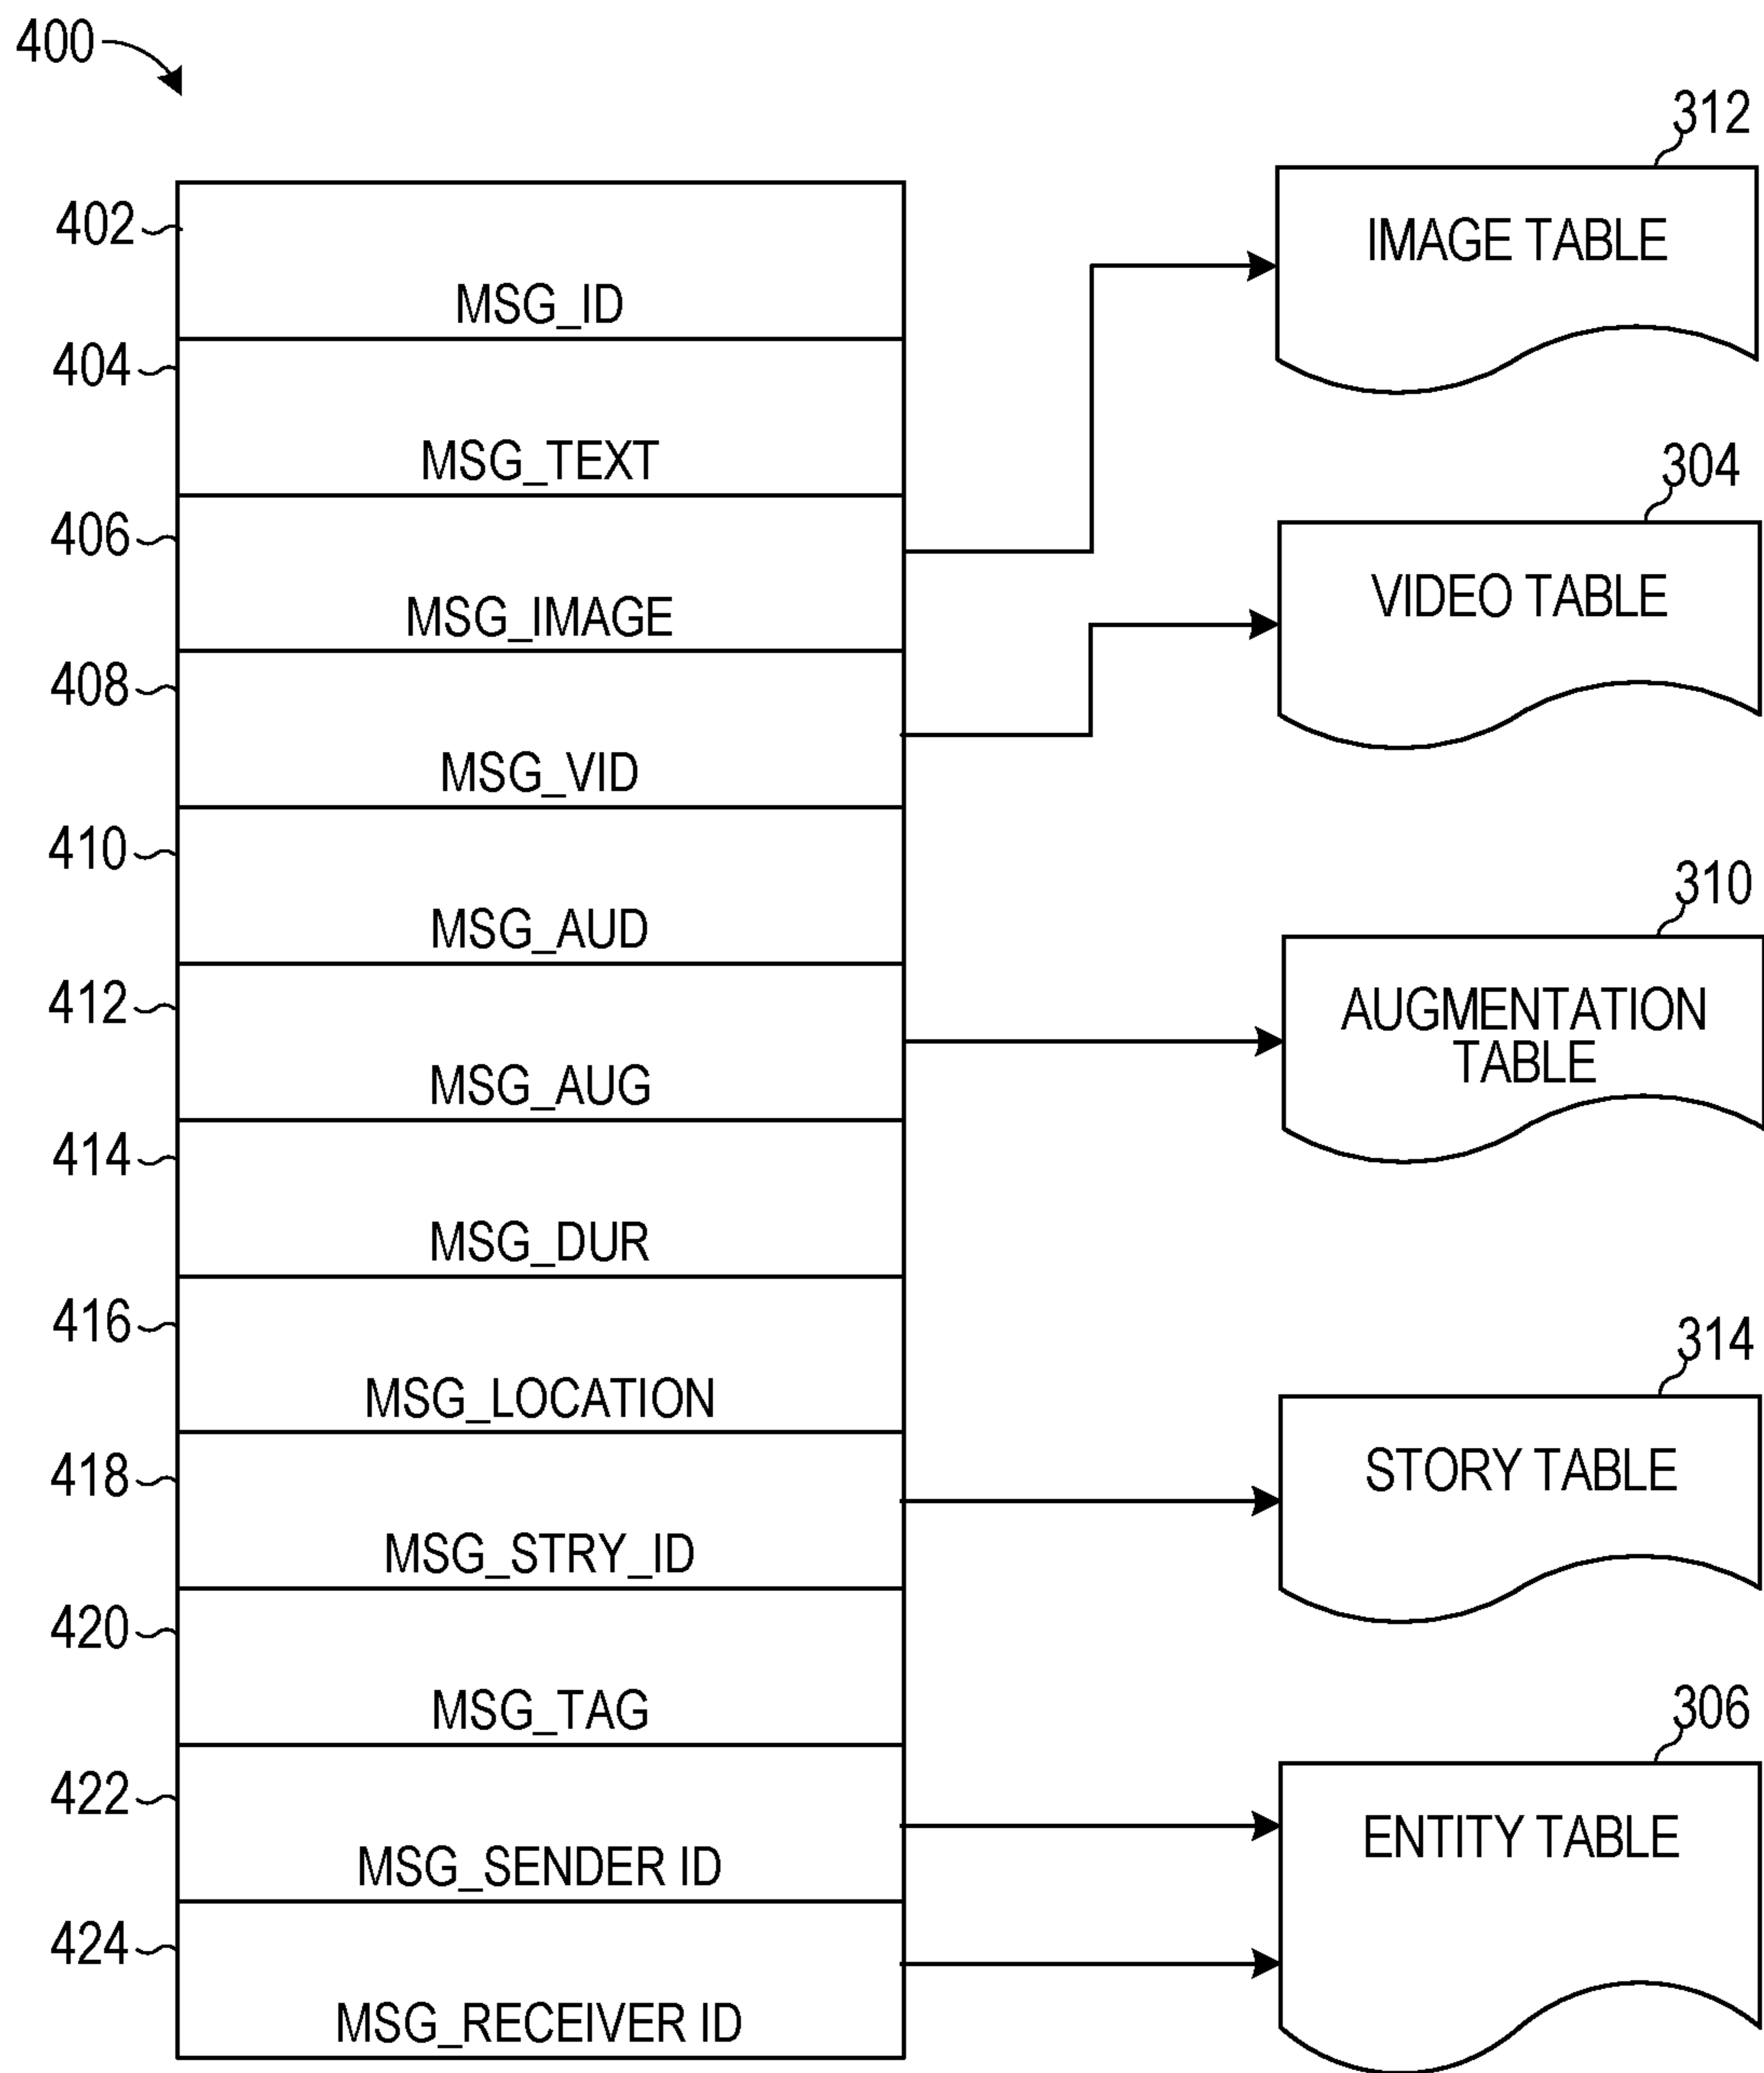 400
402
MSG_ID
404
MSG_TEXT
406
MSG_IMAGE
408
MSG_VID
410
MSG_AUD
412
MSG_AUG
414
MSG_DUR
416
MSG_LOCATION
418
MSG_STRY_ID
420
MSG_TAG
422
MSG_SENDER ID
424
MSG_RECEIVER ID
312
IMAGE TABLE
304
VIDEO TABLE
310
AUGMENTATION
TABLE
314
STORY TABLE
306
ENTITY TABLE